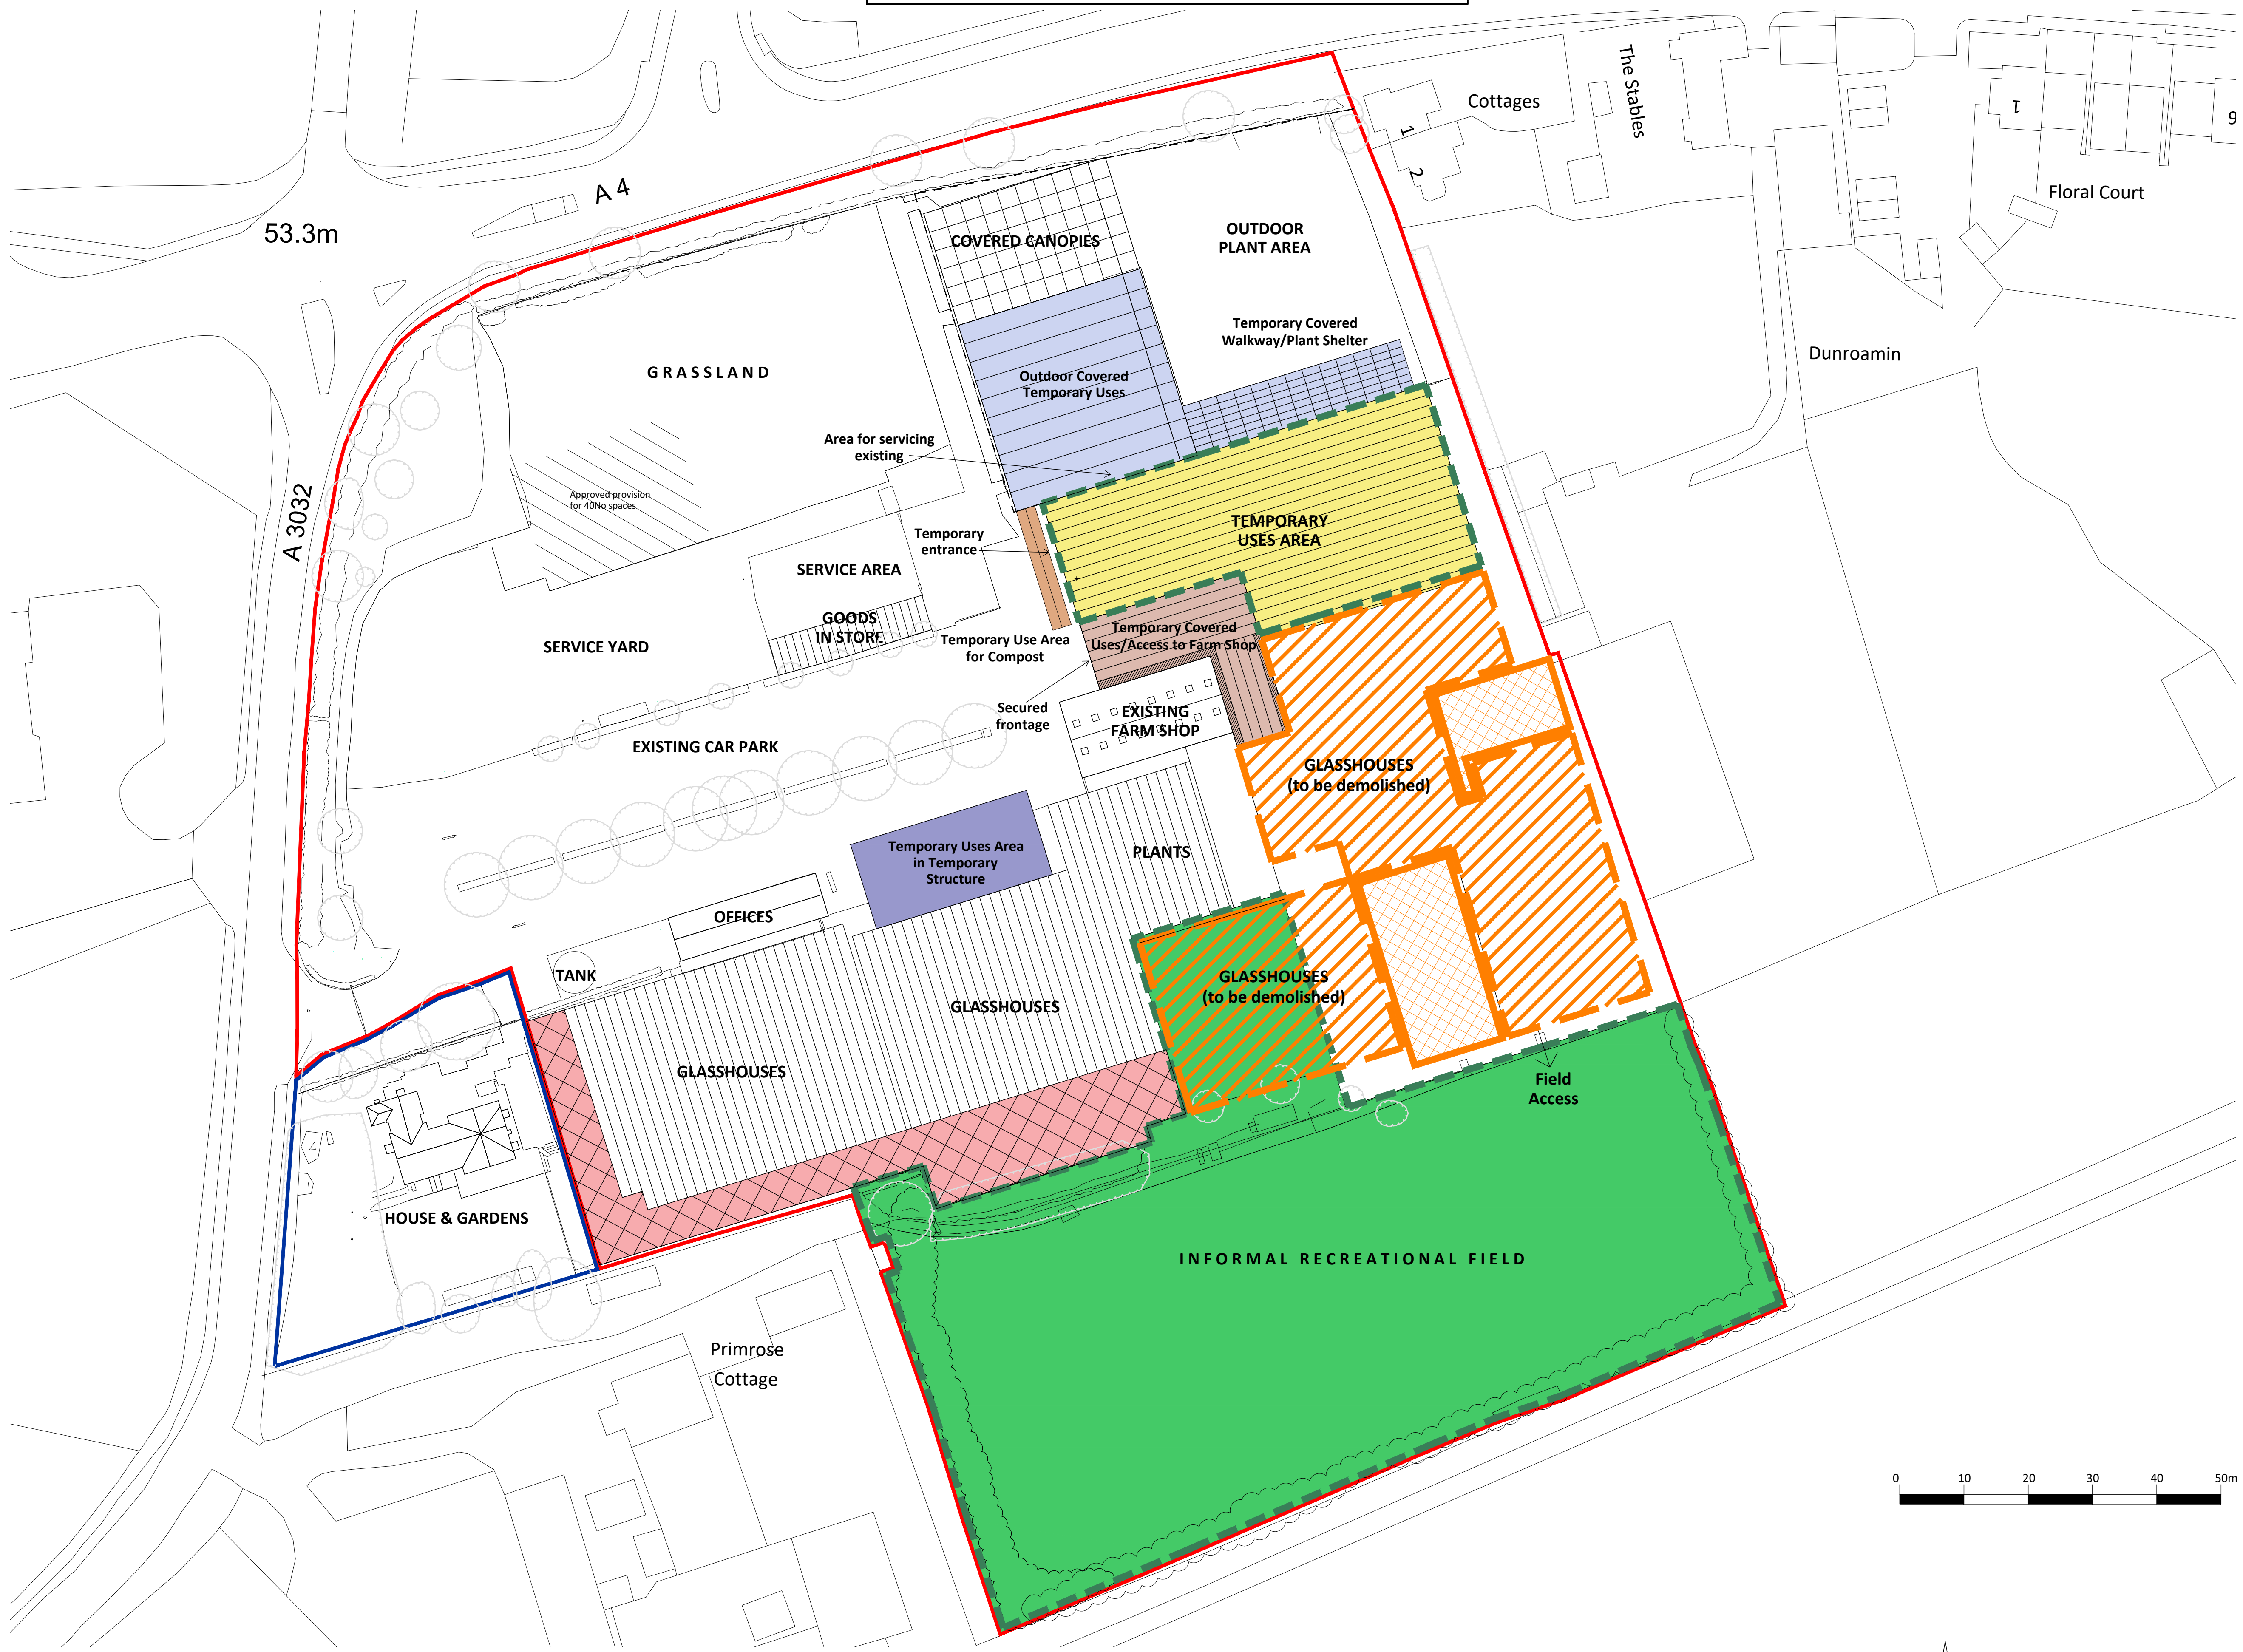 The Stables
Cottages
1
2
1
6
Floral Court
A 4
53.3m
COVERED CANOPIES
OUTDOOR
PLANT AREA
Temporary Covered
Walkway/Plant Shelter
Dunroamin
GRASSLAND
Outdoor Covered
Temporary Uses
Area for servicing
existing
Approved provision
for 40No spaces
A 3032
Temporary
entrance
TEMPORARY
USES AREA
SERVICE AREA
GOODS
IN STORE
SERVICE YARD
Temporary Use Area
for Compost
Temporary Covered
Uses/Access to Farm Shop
Secured
frontage
EXISTING
FARM SHOP
EXISTING CAR PARK
GLASSHOUSES
(to be demolished)
Temporary Uses Area
in Temporary
Structure
PLANTS
OFFICES
TANK
GLASSHOUSES
(to be demolished)
GLASSHOUSES
GLASSHOUSES
Field
Access
HOUSE & GARDENS
INFORMAL RECREATIONAL FIELD
Primrose
Cottage
0 10 20 30 40 50m